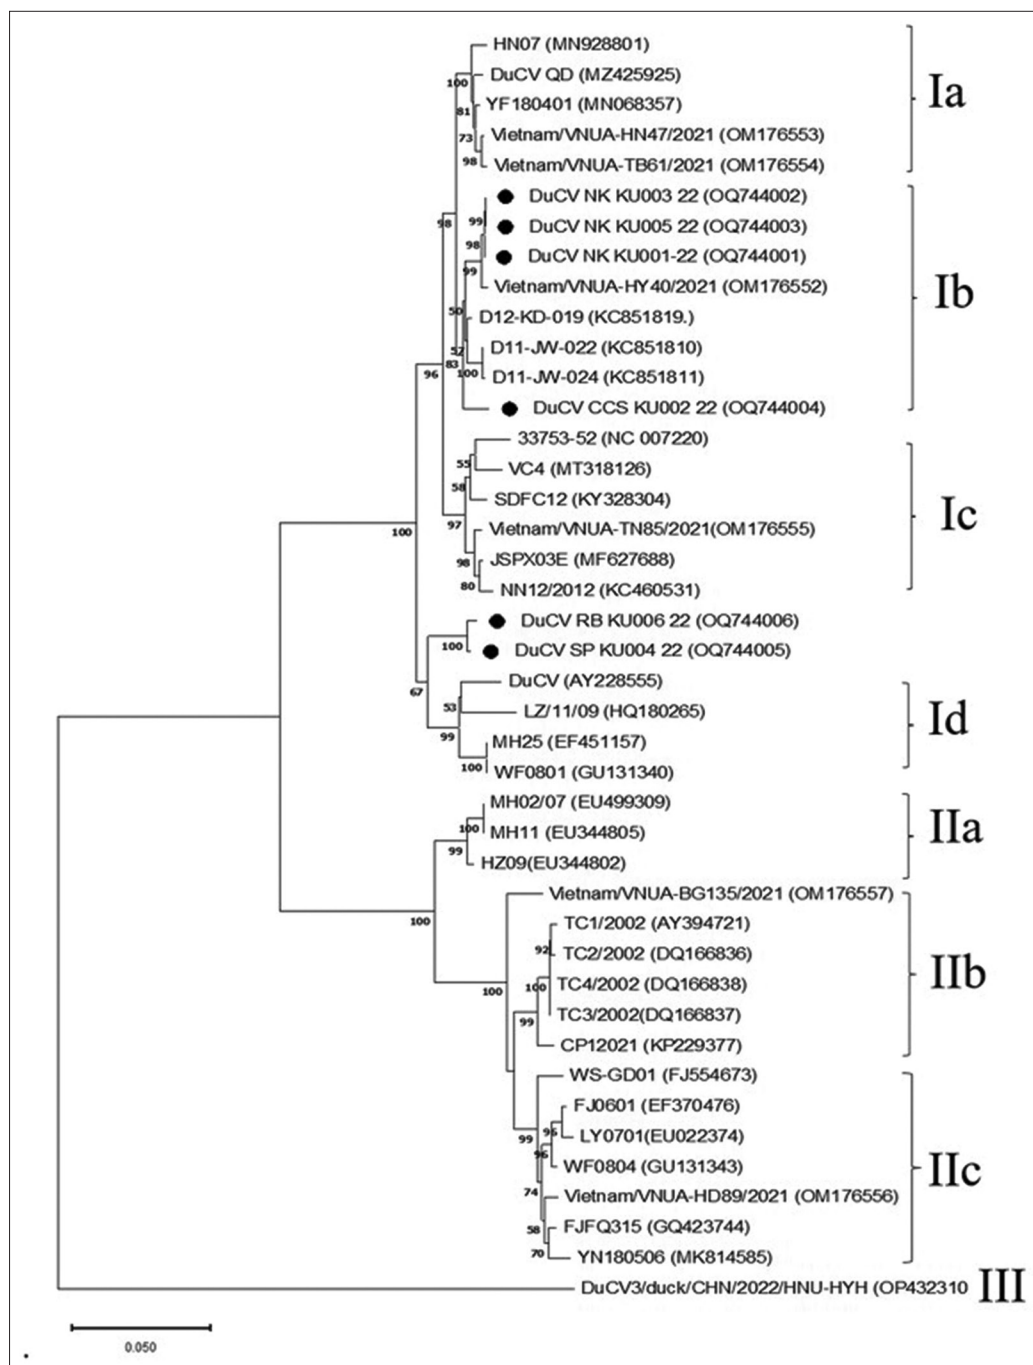 HN07 (MN928801)
DuCV QD (MZ425925)
100
Ia
YF180401 (MN068357)
81
Vietnam/VNUA-HN47/2021 (OM176553)
73
Vietnam/VNUA-TB61/2021 (OM176554)
98
DuCV NK KU003 22 (OQ744002)
99
98
DuCV NK KU005 22 (OQ744003)
98
DuCV NK KU001-22 (OQ744001)
99
Vietnam/VNUA-HY40/2021 (OM176552)
Ib
50
D12-KD-019 (KC851819.)
D11-JW-022 (KC851810)
57
83
96
100
D11-JW-024 (KC851811)
DuCV CCS KU002 22 (OQ744004)
33753-52 (NC 007220)
55
VC4 (MT318126)
58
SDFC12 (KY328304)
Ic
97
100
Vietnam/VNUA-TN85/2021(OM176555)
98
JSPX03E (MF627688)
80
NN12/2012 (KC460531)
DuCV RB KU006 22 (OQ744006)
100
DuCV SP KU004 22 (OQ744005)
67
DuCV (AY228555)
53
LZ/11/09 (HQ180265)
Id
99
MH25 (EF451157)
100
WF0801 (GU131340)
MH02/07 (EU499309)
100
MH11 (EU344805)
IIa
99
HZ09(EU344802)
100
Vietnam/VNUA-BG135/2021 (OM176557)
TC1/2002 (AY394721)
92
TC2/2002 (DQ166836)
IIb
100
100
TC4/2002 (DQ166838)
99
TC3/2002(DQ166837)
CP12021 (KP229377)
WS-GD01 (FJ554673)
FJ0601 (EF370476)
99
96
LY0701(EU022374)
96
WF0804 (GU131343)
IIc
74
Vietnam/VNUA-HD89/2021 (OM176556)
58
FJFQ315 (GQ423744)
70
YN180506 (MK814585)
DuCV3/duck/CHN/2022/HNU-HYH (OP432310
III
0.050